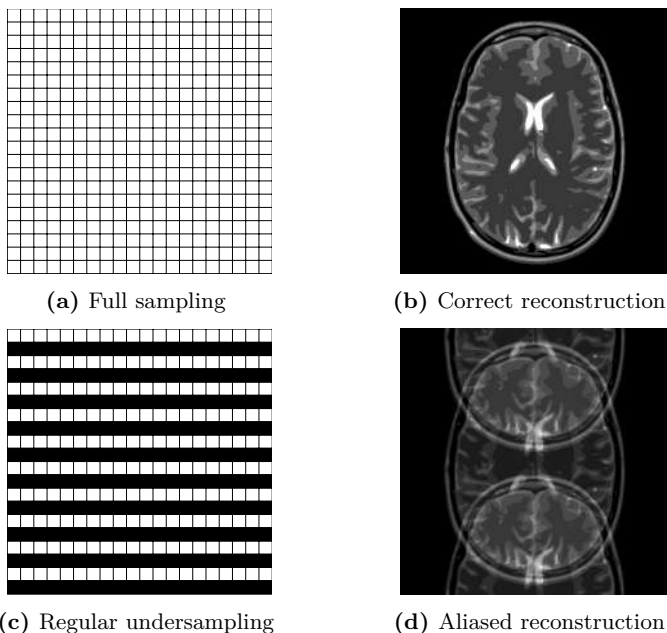 (a) Full sampling
(b) Correct reconstruction
(c) Regular undersampling
(d) Aliased reconstruction